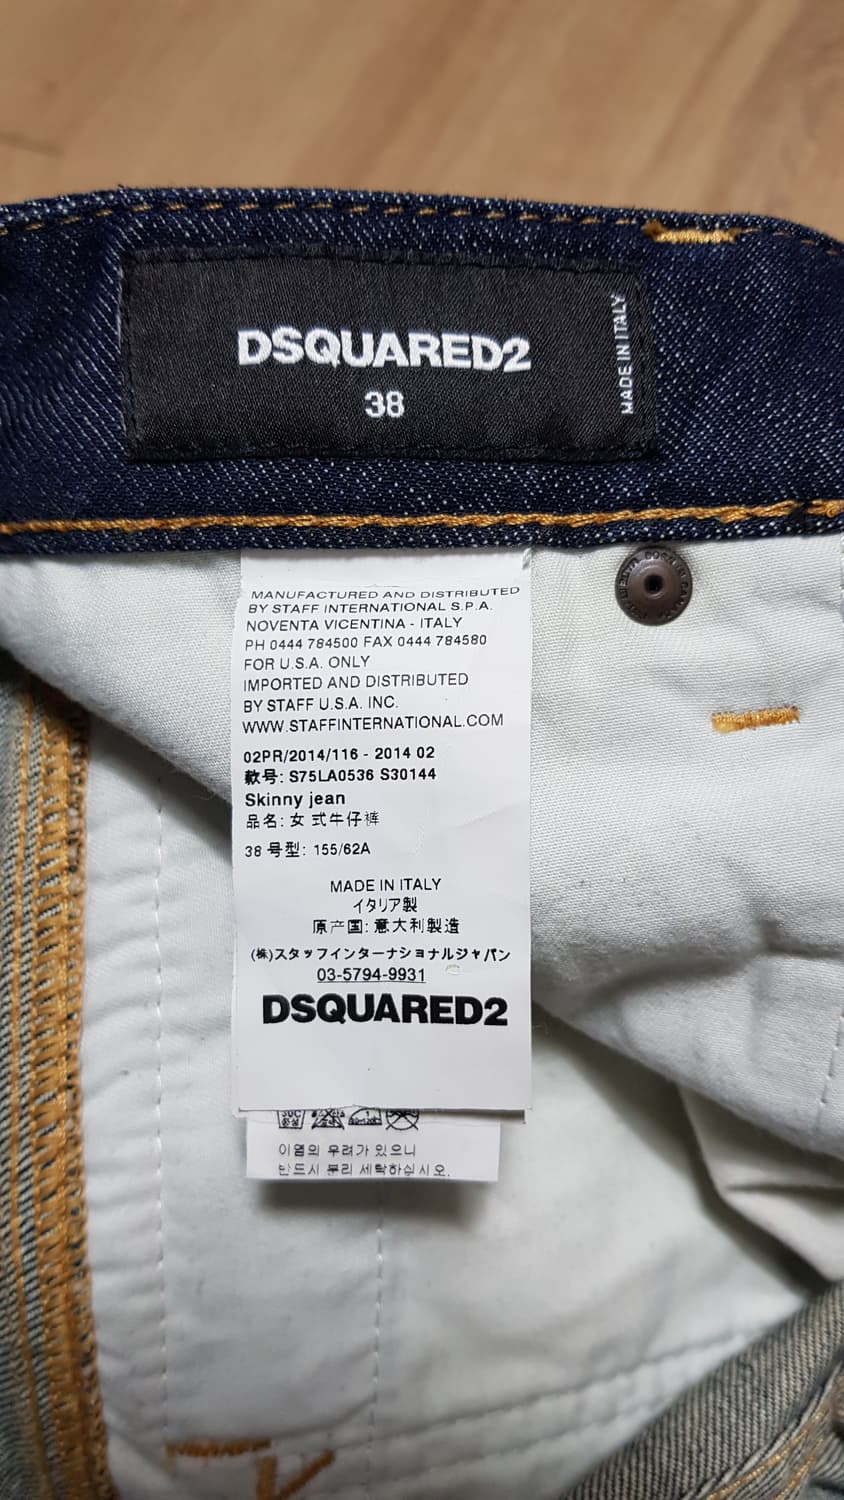 DSQUARED2
38
MADE IN ITALY
MANUFACTURED AND DISTRIBUTED
BY STAFF INTERNATIONAL S.P.A.
NOVENTA VICENTINA - ITALY
PH 0444 784500 FAX 0444 784580
FOR U.S.A. ONLY
IMPORTED AND DISTRIBUTED
BY STAFF U.S.A. INC.
WWW.STAFFINTERNATIONAL.COM
02PR/2014/116 - 2014 02
款号: S75LA0536 S30144
Skinny jean
品名: 女式牛仔裤
38 号型: 155/62A
MADE IN ITALY
イタリア製
原产国: 意大利製造
(株)スタッフインターナショナルジャパン
03-5794-9931
DSQUARED2
이염의 우려가 있으니
반드시 분리 세탁하십시오.
BORN IN CANADA